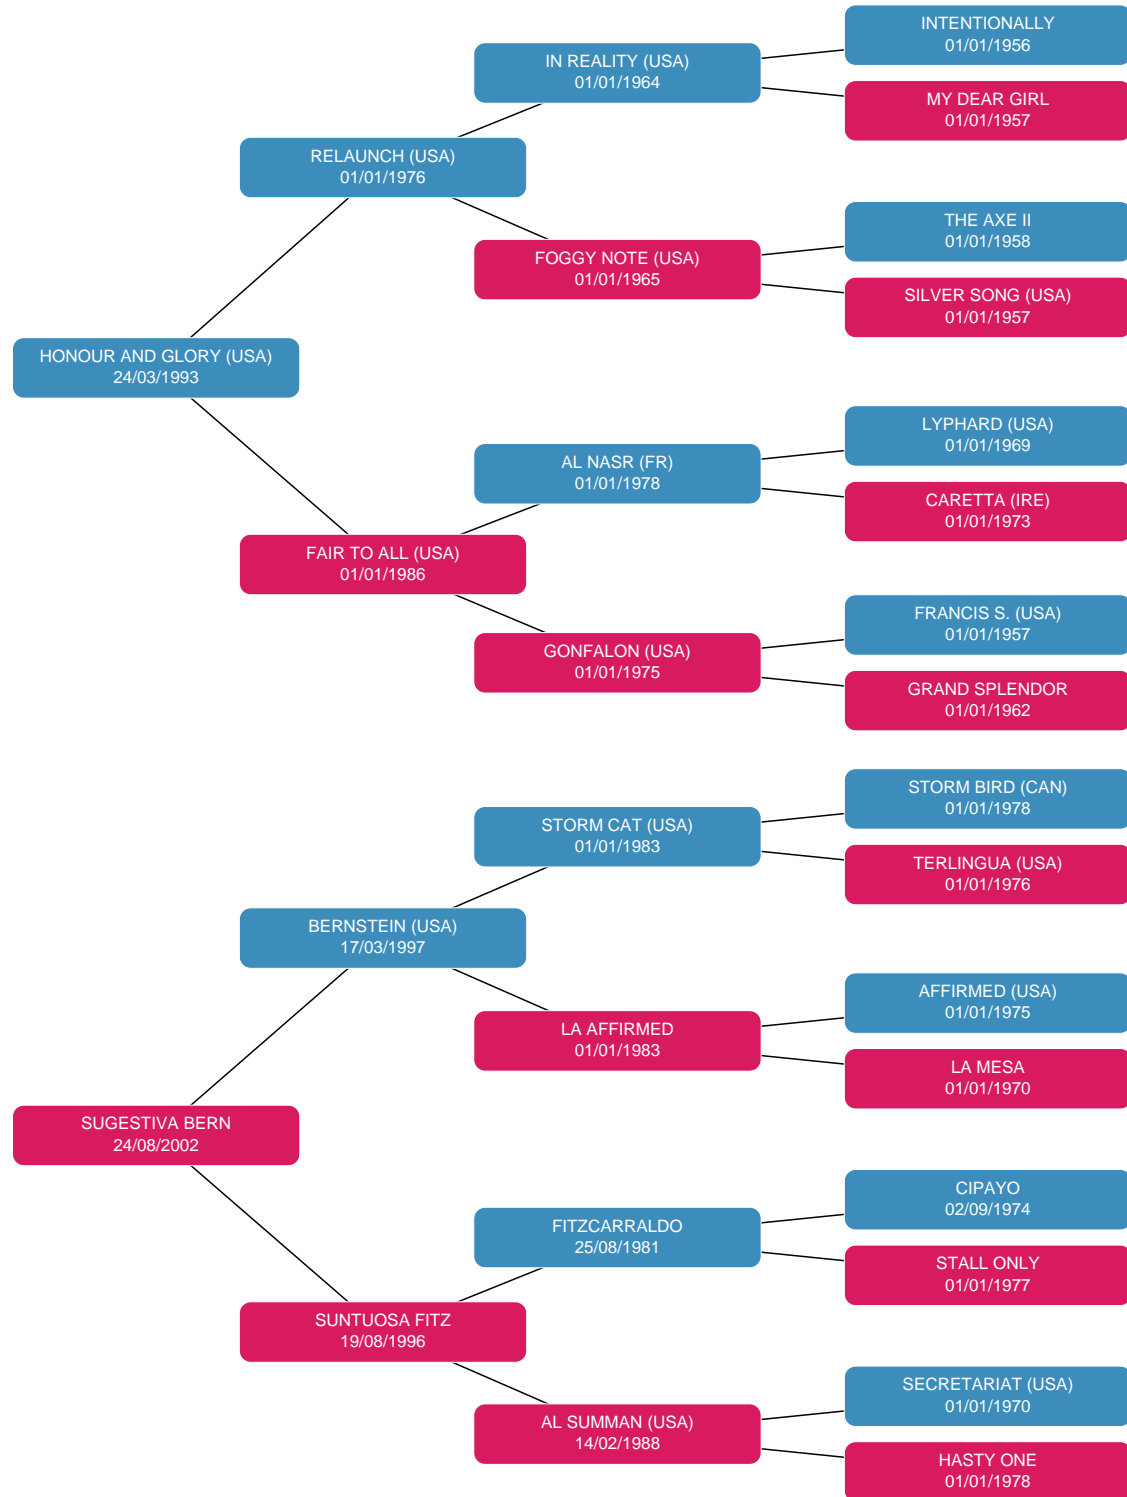 INTENTIONALLY
01/01/1956
IN REALITY (USA)
01/01/1964
MY DEAR GIRL
01/01/1957
RELAUNCH (USA)
01/01/1976
THE AXE II
01/01/1958
FOGGY NOTE (USA)
01/01/1965
SILVER SONG (USA)
01/01/1957
HONOUR AND GLORY (USA)
24/03/1993
LYPHARD (USA)
01/01/1969
AL NASR (FR)
01/01/1978
CARETTA (IRE)
01/01/1973
FAIR TO ALL (USA)
01/01/1986
FRANCIS S. (USA)
01/01/1957
GONFALON (USA)
01/01/1975
GRAND SPLENDOR
01/01/1962
STORM BIRD (CAN)
01/01/1978
STORM CAT (USA)
01/01/1983
TERLINGUA (USA)
01/01/1976
BERNSTEIN (USA)
17/03/1997
AFFIRMED (USA)
01/01/1975
LA AFFIRMED
01/01/1983
LA MESA
01/01/1970
SUGESTIVA BERN
24/08/2002
CIPAYO
02/09/1974
FITZCARRALDO
25/08/1981
STALL ONLY
01/01/1977
SUNTUOSA FITZ
19/08/1996
SECRETARIAT (USA)
01/01/1970
AL SUMMAN (USA)
14/02/1988
HASTY ONE
01/01/1978